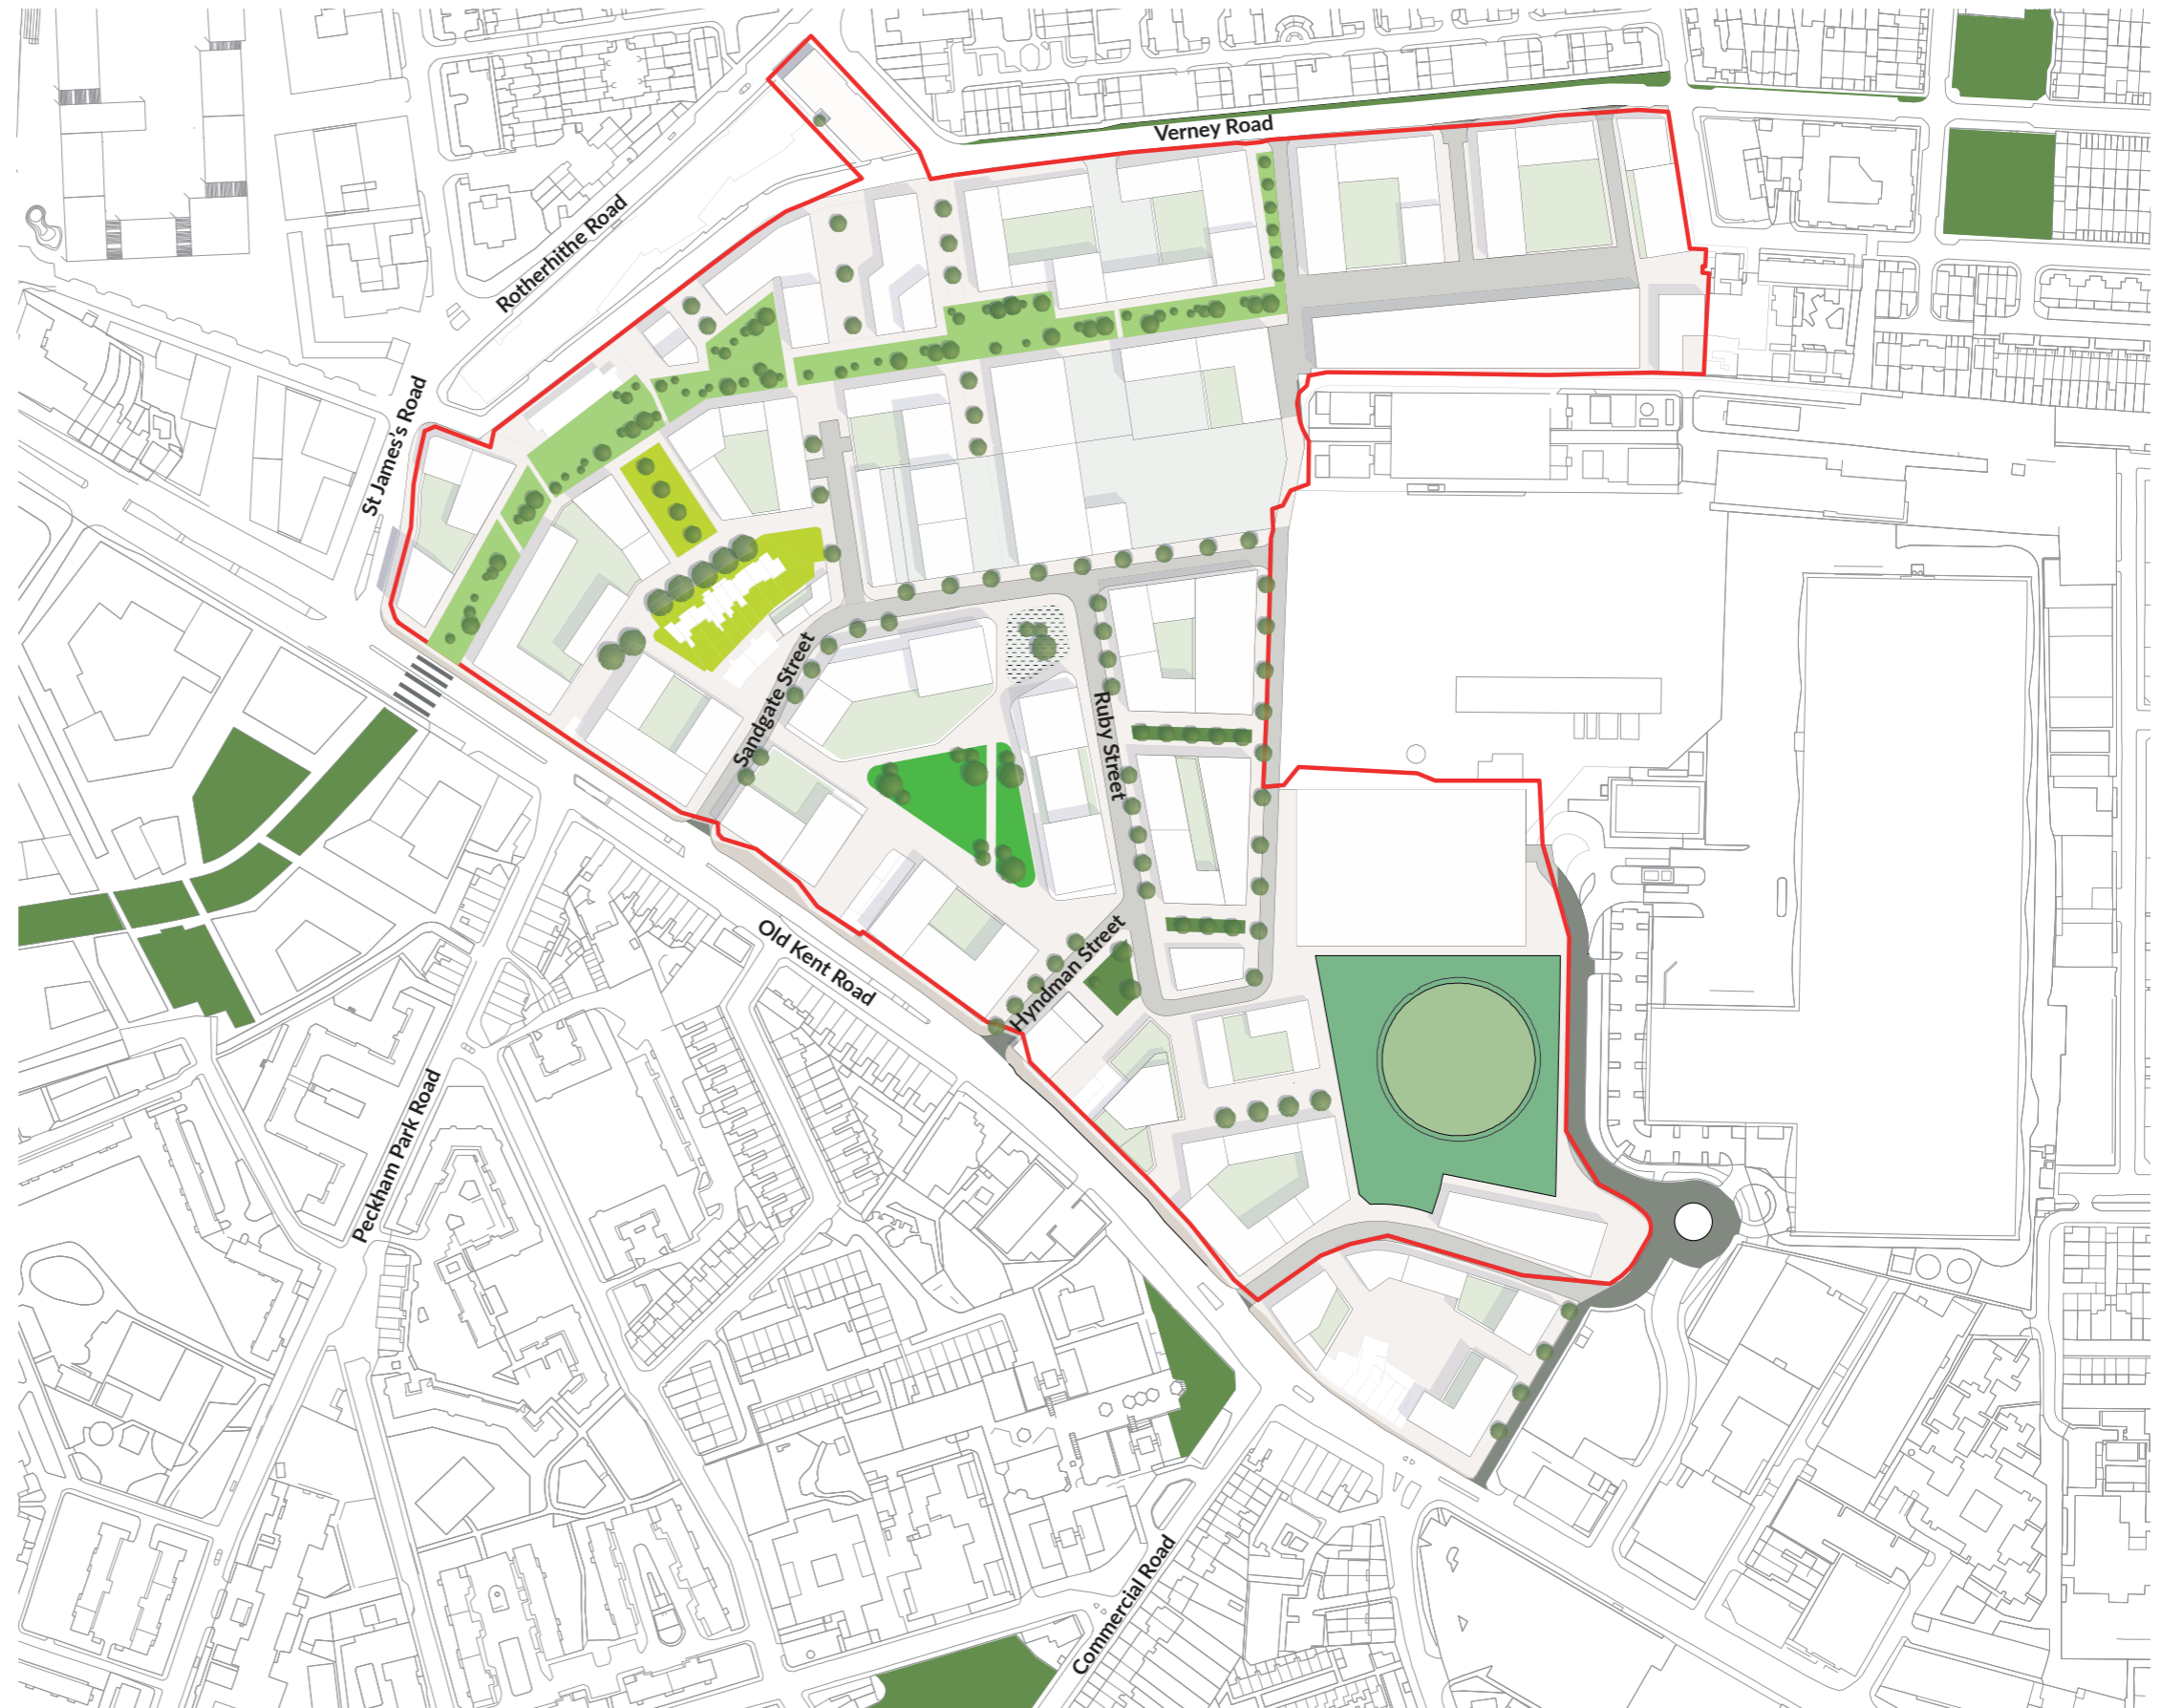 Verney Road
Rotherhithe Road
St James's Road
Sandgate Street
Ruby Street
Old Kent Road
Hyndman Street
Peckham Park Road
Commercial Road